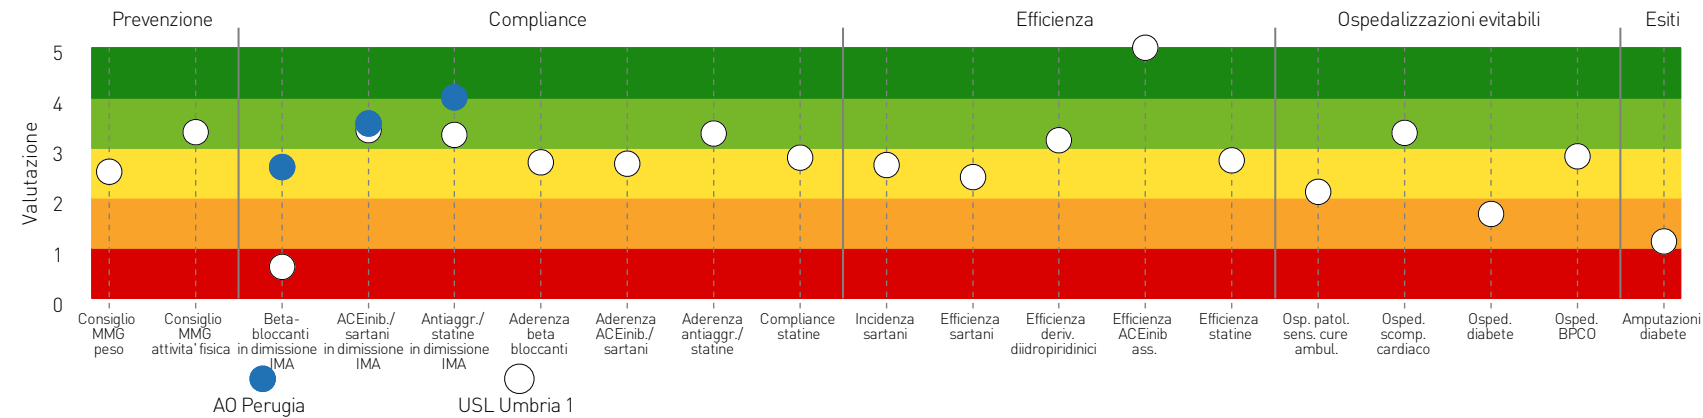 Prevenzione
Compliance
Efficienza
Ospedalizzazioni evitabili
Esiti
Valutazione
5
4
3
2
1
0
Consiglio
MMG
peso
Consiglio
MMG
attivita' fisica
Beta-
bloccanti
in dimissione
IMA
ACEinib./
sartani
in dimissione
IMA
Antiaggr./
statine
in dimissione
IMA
Aderenza
beta
bloccanti
Aderenza
ACEinib./
sartani
Aderenza
antiaggr./
statine
Compliance
statine
Incidenza
sartani
Efficienza
sartani
Efficienza
deriv.
diidropiridinici
Efficienza
ACEinib
ass.
Efficienza
statine
Osp. patol.
sens. cure
ambul.
Osped.
scomp.
cardiaco
Osped.
diabete
Osped.
BPCO
Amputazioni
diabete
AO Perugia
USL Umbria 1